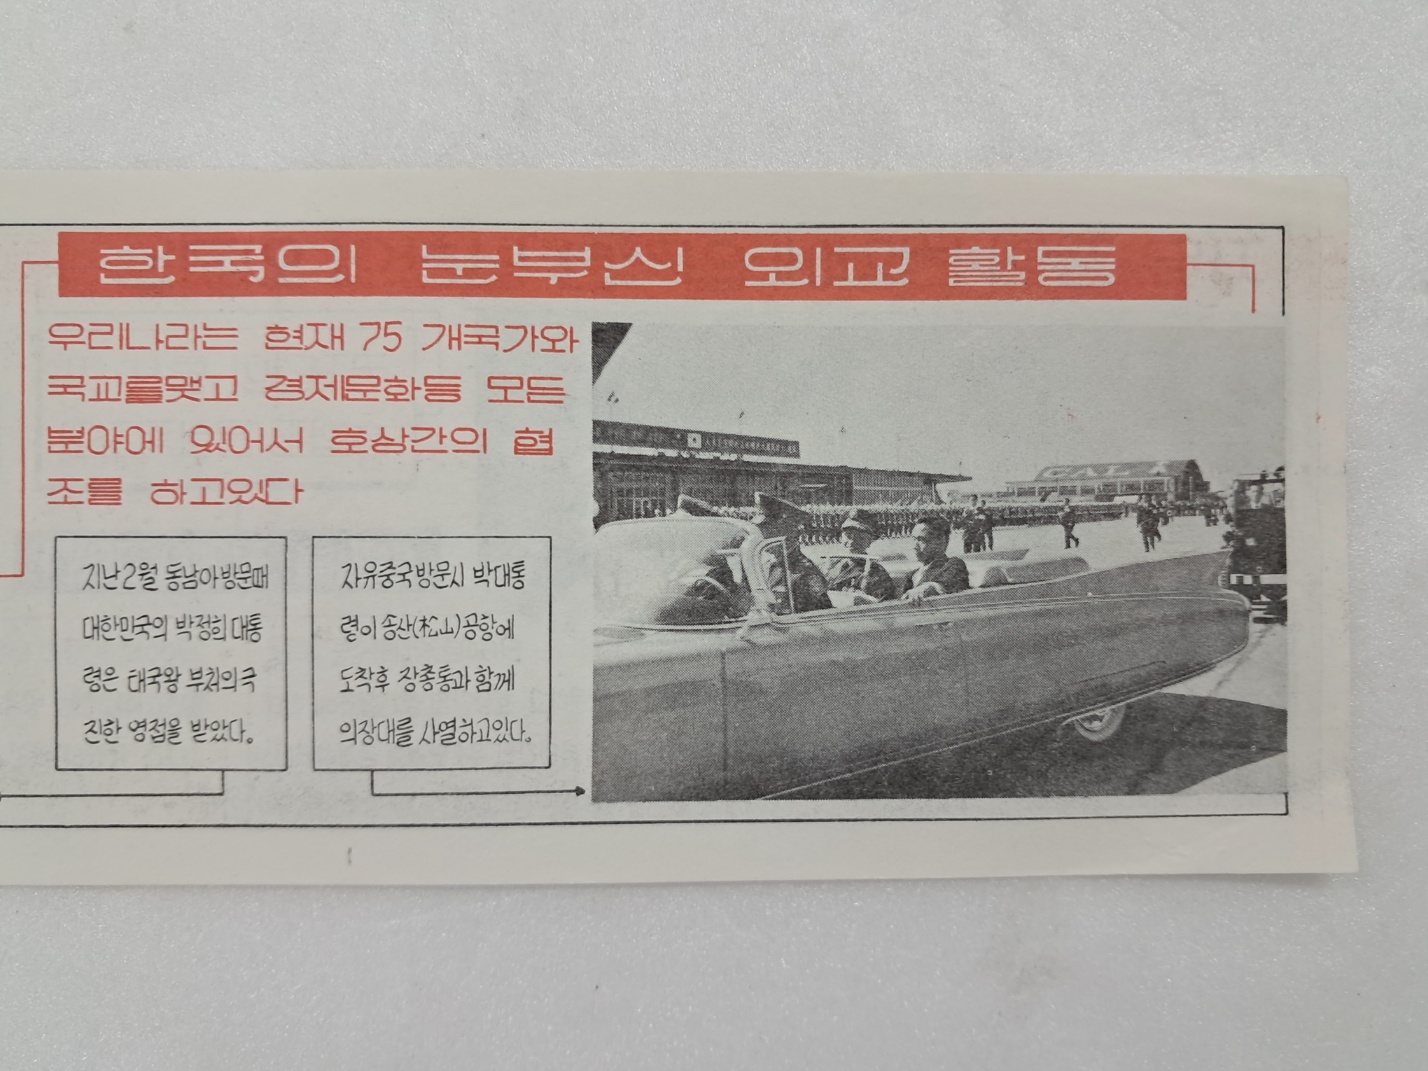 한국의 눈부신 외교 활동
우리나라는 현재 75 개국가와
국교를맺고 경제문화등 모든
분야에 있어서 호상간의 협
조를 하고있다
지난2월 동남아방문때
대한민국의 박정희대통
령은 태국왕 부처의극
진한 영접을 받았다.
자유중국방문시 박대통
령이 송산(松山)공항에
도착후 장총통과함께
의장대를 사열하고있다.
CAL